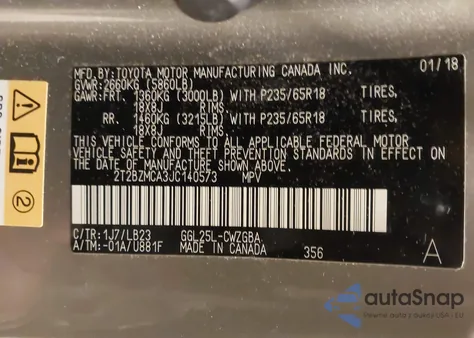 MFD.BY:TOYOTA MOTOR MANUFACTURING CANADA INC. 01/18
GVWR:2660KG (5860LB)
GAWR:FRT. 1360KG (3000LB) WITH P235/65R18 TIRES,
18X8J RIMS,
RR. 1460KG (3215LB) WITH P235/65R18 TIRES,
18X8J RIMS,
THIS VEHICLE CONFORMS TO ALL APPLICABLE FEDERAL MOTOR
VEHICLE SAFETY AND THEFT PREVENTION STANDARDS IN EFFECT ON
THE DATE OF MANUFACTURE SHOWN ABOVE.
2T2BZMCA3JC140573 MPV
C/TR:1J7/LB23 GGL25L-CWZGBA
A/TM:-01A/U881F MADE IN CANADA 356 A
2
autoSnap